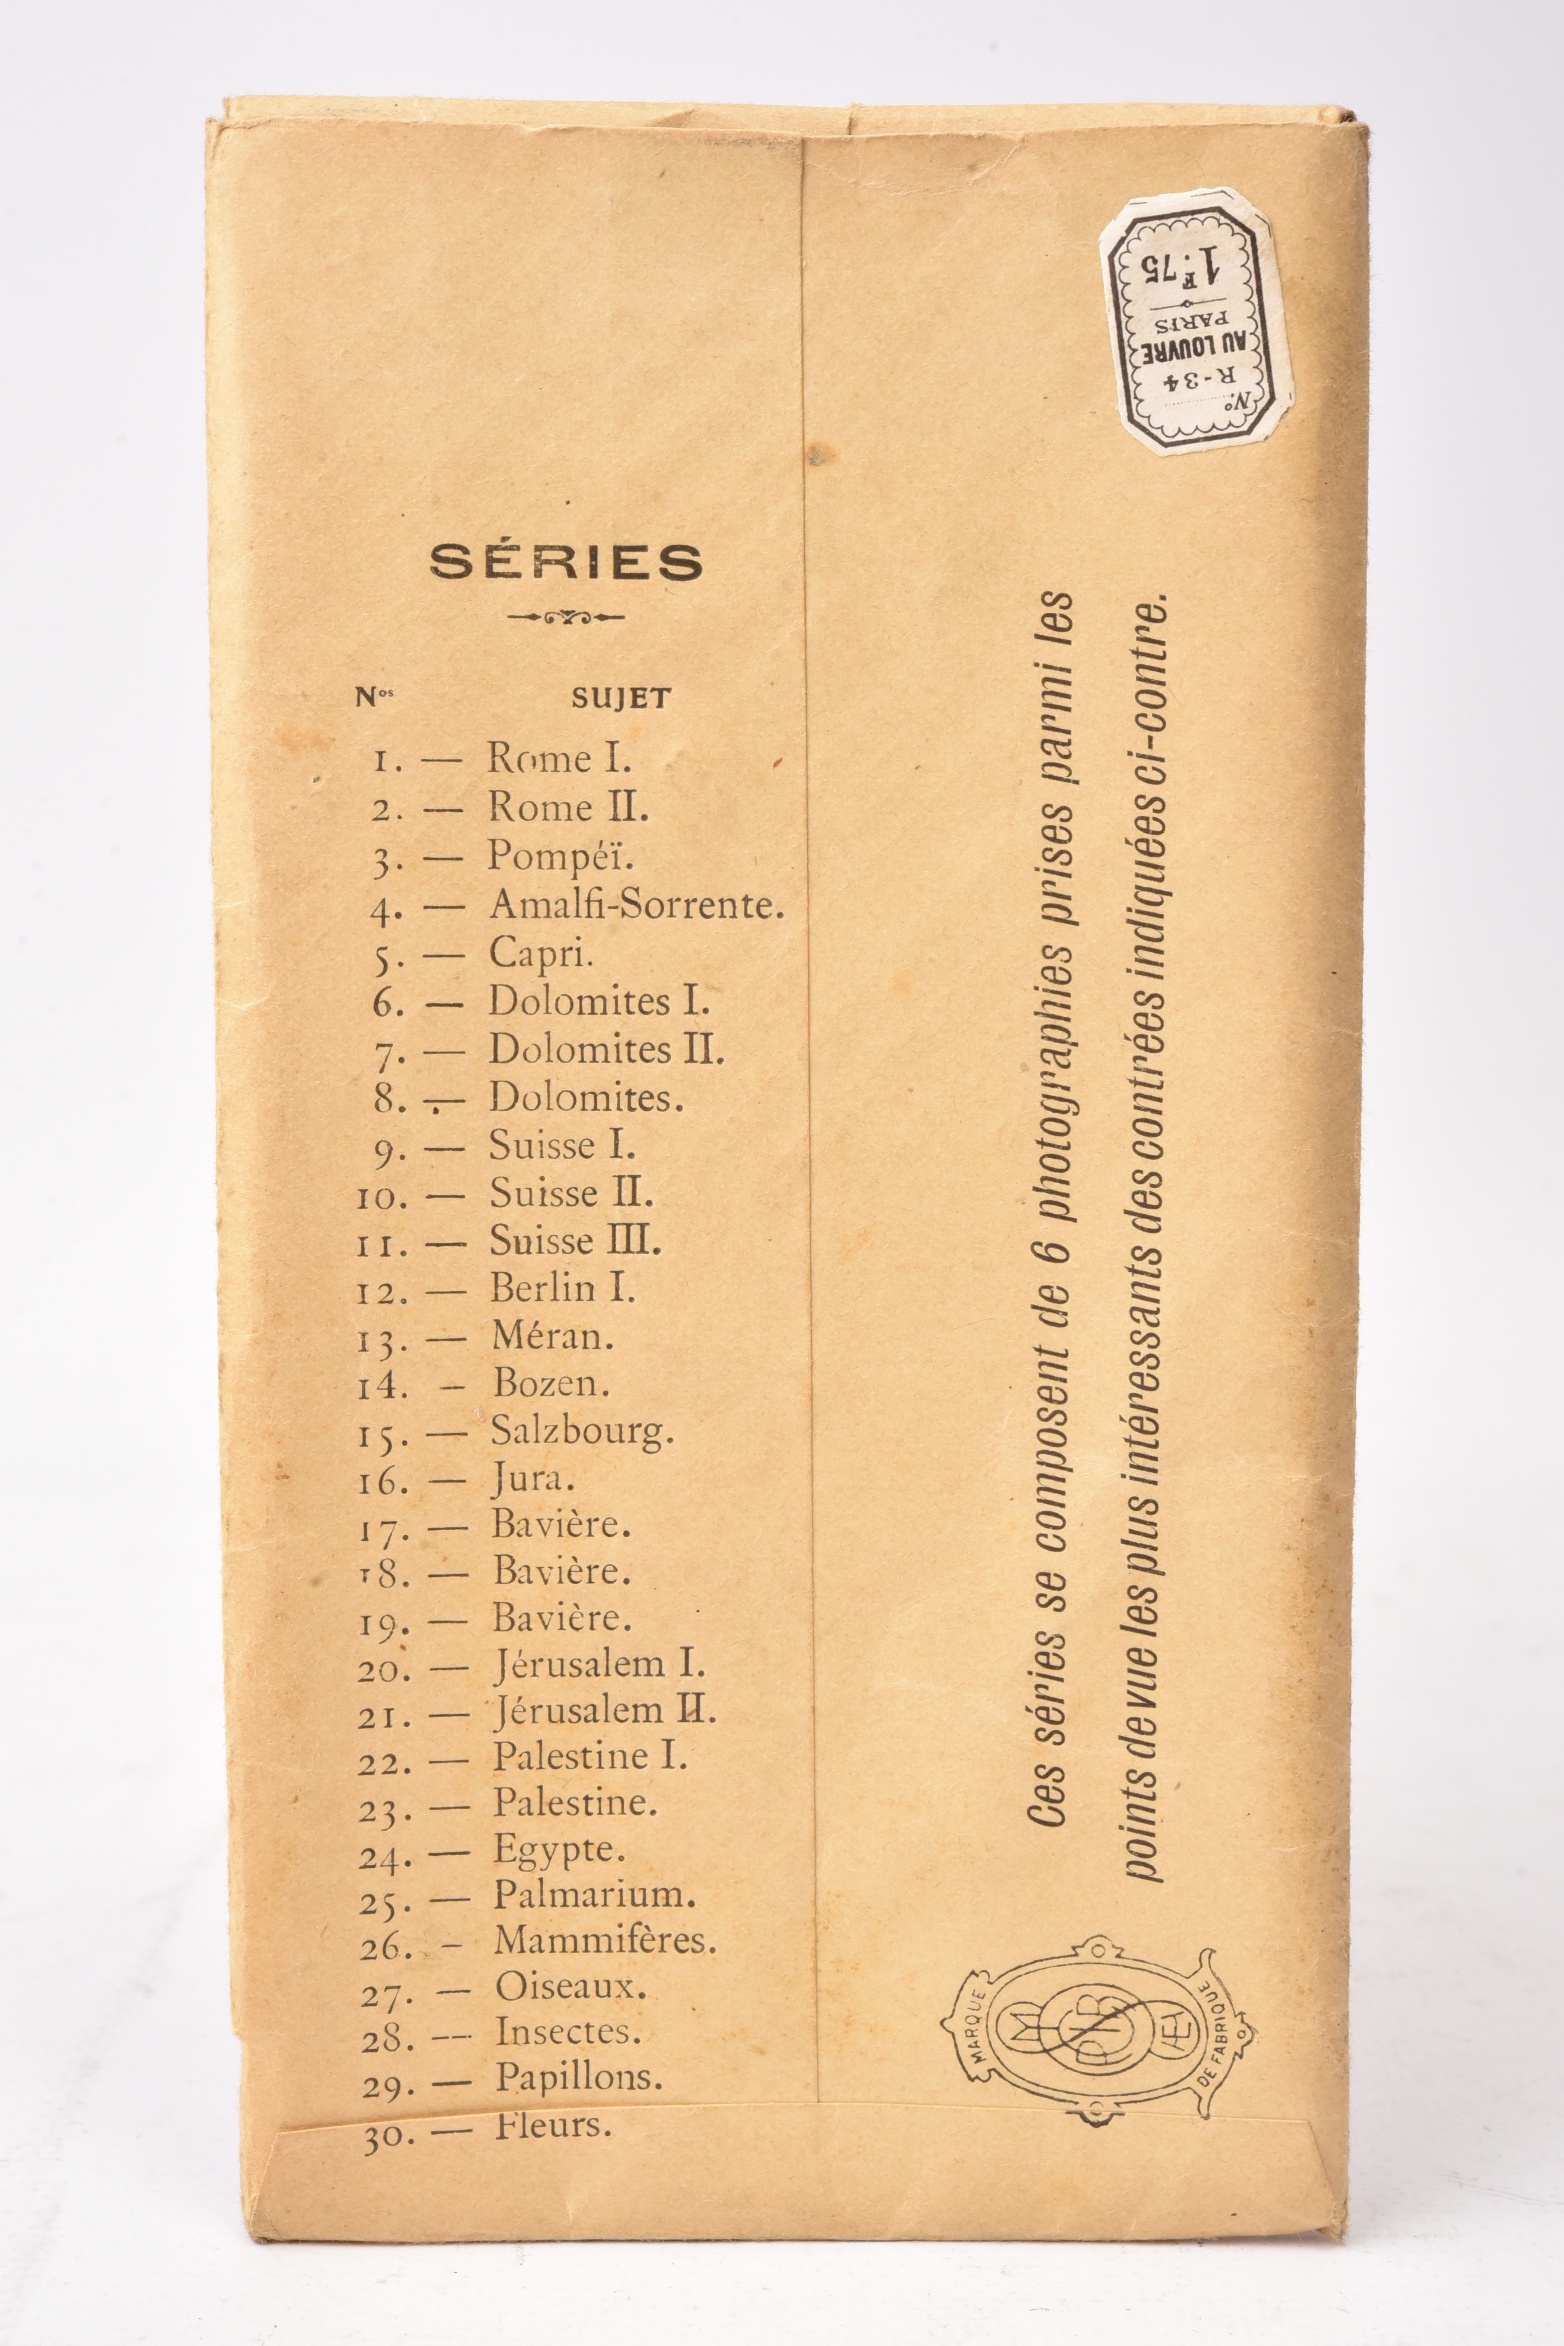 SÉRIES
Nos SUJET
1. — Rome I.
2. — Rome II.
3. — Pompéï.
4. — Amalfi-Sorrente.
5. — Capri.
6. — Dolomites I.
7. — Dolomites II.
8. — Dolomites.
9. — Suisse I.
10. — Suisse II.
11. — Suisse III.
12. — Berlin I.
13. — Méran.
14. – Bozen.
15. — Salzbourg.
16. — Jura.
17. — Bavière.
18. — Bavière.
19. — Bavière.
20. — Jérusalem I.
21. — Jérusalem II.
22. — Palestine I.
23. — Palestine.
24. — Egypte.
25. — Palmarium.
26. – Mammifères.
27. — Oiseaux.
28. — Insectes.
29. — Papillons.
30. — Fleurs.
Ces séries se composent de 6 photographies prises parmi les
points de vue les plus intéressants des contrées indiquées ci-contre.
No
R-34
AU LOUVRE
PARIS
1F.75
MARQUE
DE FABRIQUE